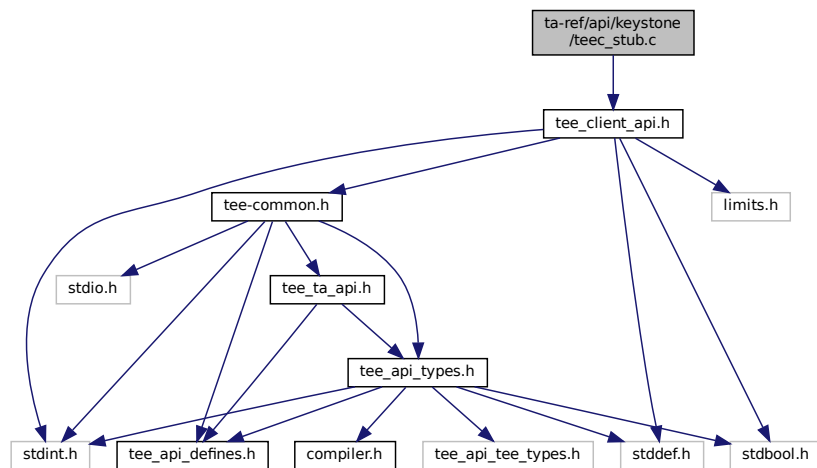 ta-ref/api/keystone
/teec_stub.c
tee_client_api.h
tee-common.h
limits.h
stdio.h
tee_ta_api.h
tee_api_types.h
stdint.h
tee_api_defines.h
compiler.h
tee_api_tee_types.h
stddef.h
stdbool.h